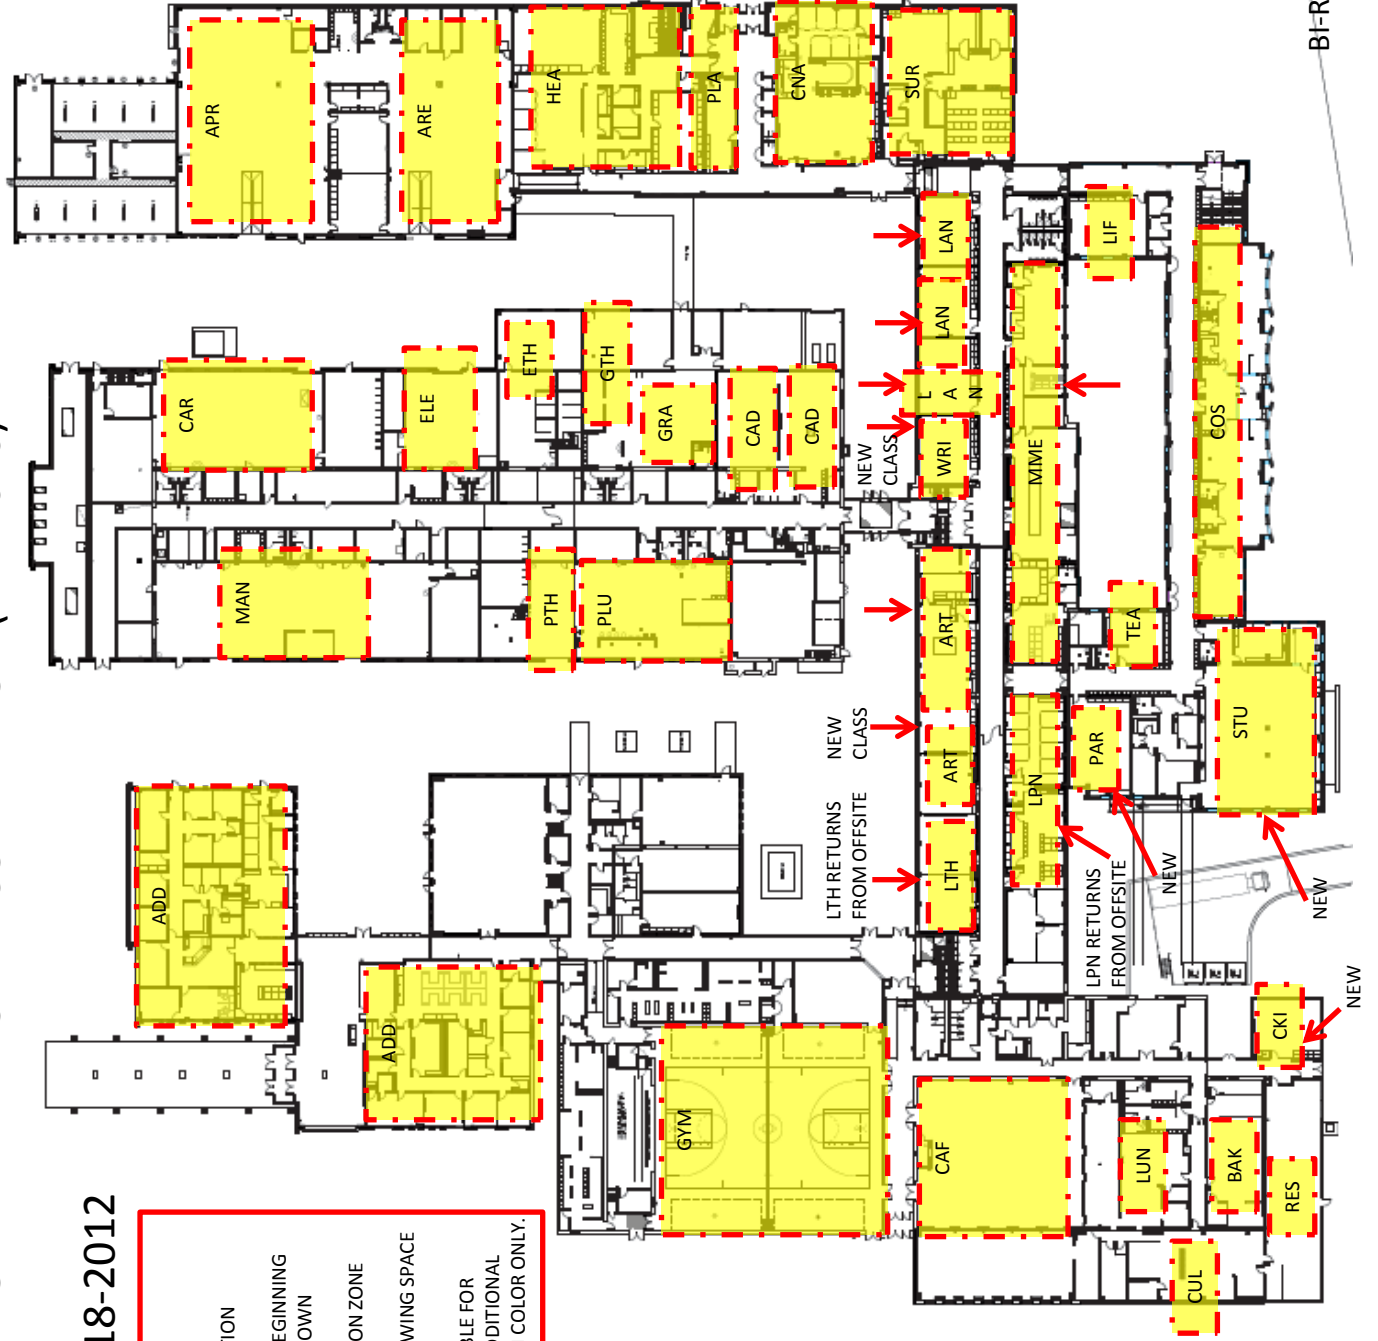 BI-R
18-2012
TION
EGINNING
OWN
ON ZONE
WING SPACE
BLE FOR
DDITIONAL
COLOR ONLY.
APR
ARE
HEA
PLA
CNA
SUR
CAR
ELE
ETH
GTH
GRA
CAD
CAD
LAN
LAN
LAN
WRI
NEW
CLASS
LIF
MME
COS
MAN
PTH
PLU
ART
NEW
CLASS
ART
LTH RETURNS
FROM OFFSITE
LTH
LPN
LPN RETURNS
FROM OFFSITE
TEA
PAR
NEW
STU
NEW
ADD
ADD
GYM
CAF
CKI
NEW
LUN
BAK
RES
CUL